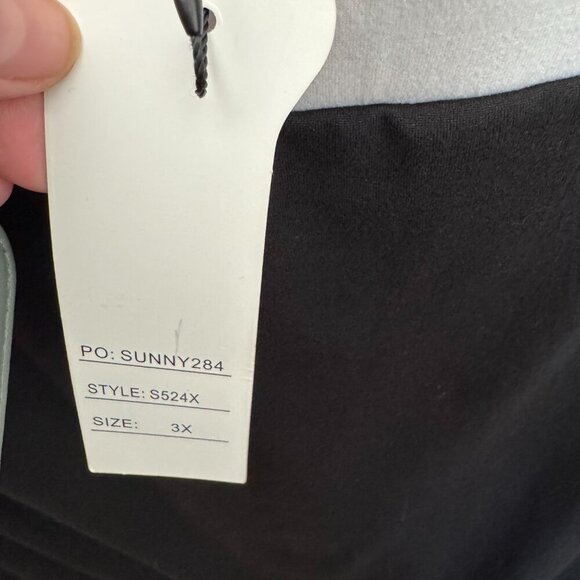 PO: SUNNY284
STYLE: S524X
SIZE: 3X